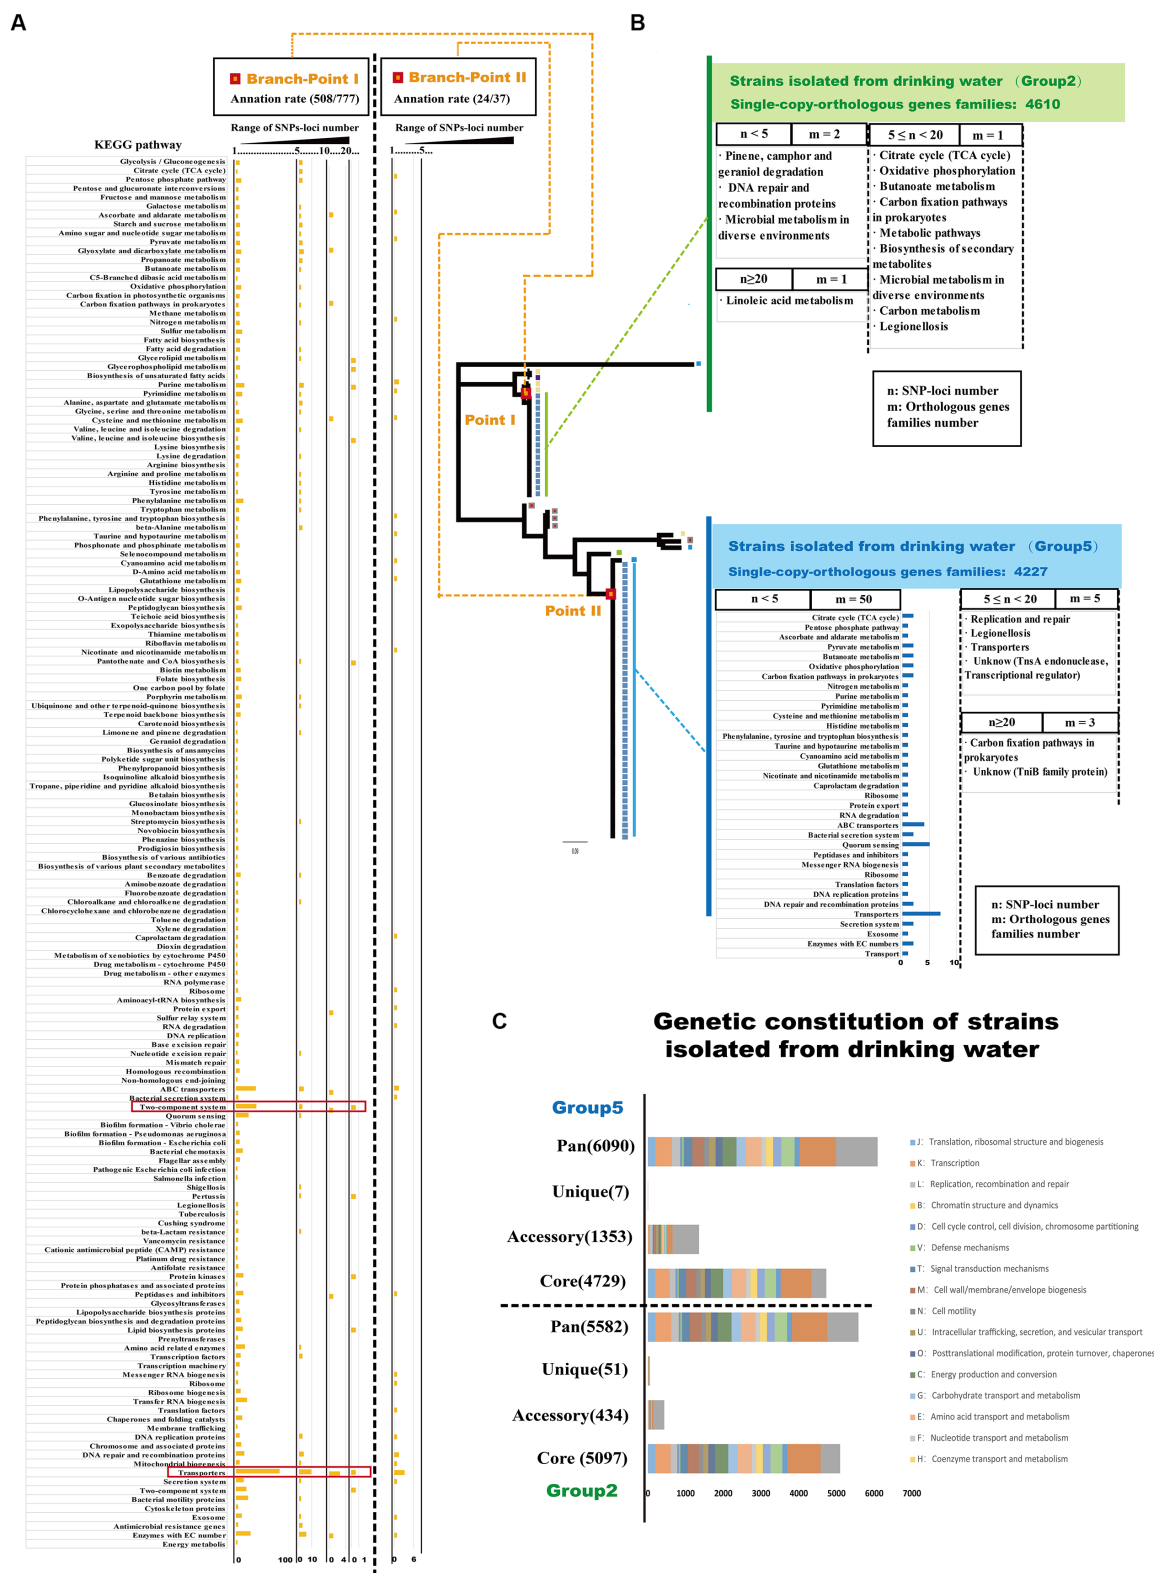 A
Branch-Point I
Annation rate (508/777)
Branch-Point II
Annation rate (24/37)
Range of SNPs-loci number
Range of SNPs-loci number
KEGG pathway
1.....................5.......10....20...
1............5...
Glycolysis / Gluconeogenesis
Citrate cycle (TCA cycle)
Pentose phosphate pathway
Pentose and glucuronate interconversions
Fructose and mannose metabolism
Galactose metabolism
Ascorbate and aldarate metabolism
Starch and sucrose metabolism
Amino sugar and nucleotide sugar metabolism
Pyruvate metabolism
Glyoxylate and dicarboxylate metabolism
Propanoate metabolism
Butanoate metabolism
C5-Branched dibasic acid metabolism
Oxidative phosphorylation
Carbon fixation in photosynthetic organisms
Carbon fixation pathways in prokaryotes
Methane metabolism
Nitrogen metabolism
Sulfur metabolism
Fatty acid biosynthesis
Fatty acid degradation
Glycerolipid metabolism
Glycerophospholipid metabolism
Biosynthesis of unsaturated fatty acids
Purine metabolism
Pyrimidine metabolism
Alanine, aspartate and glutamate metabolism
Glycine, serine and threonine metabolism
Cysteine and methionine metabolism
Valine, leucine and isoleucine degradation
Valine, leucine and isoleucine biosynthesis
Lysine biosynthesis
Lysine degradation
Arginine biosynthesis
Arginine and proline metabolism
Histidine metabolism
Tyrosine metabolism
Phenylalanine metabolism
Tryptophan metabolism
Phenylalanine, tyrosine and tryptophan biosynthesis
beta-Alanine metabolism
Taurine and hypotaurine metabolism
Phosphonate and phosphinate metabolism
Selenocompound metabolism
Cyanoamino metabolism
D-Amino acid metabolism
Glutathione metabolism
Lipopolysaccharide biosynthesis
O-Antigen nucleotide sugar biosynthesis
Peptidoglycan biosynthesis
Teichoic acid biosynthesis
Exopolysaccharide biosynthesis
Thiamine metabolism
Riboflavin metabolism
Nicotinate and nicotinamide metabolism
Pantothenate and CoA biosynthesis
Biotin metabolism
Folate biosynthesis
One carbon pool by folate
Porphyrin metabolism
Ubiquinone and other terpenoid-quinone biosynthesis
Terpenoid backbone biosynthesis
Carotenoid biosynthesis
Limonene and pinene degradation
Geraniol degradation
Biosynthesis of ansamycins
Polyketide sugar unit biosynthesis
Phenylpropanoid biosynthesis
Isoquinoline alkaloid biosynthesis
Tropane, piperidine and pyridine alkaloid biosynthesis
Betalain biosynthesis
Glucosinolate biosynthesis
Monobactam biosynthesis
Streptomycin biosynthesis
Novobiocin biosynthesis
Phenazine biosynthesis
Prodigiosin biosynthesis
Biosynthesis of various antibiotics
Biosynthesis of various plant secondary metabolites
Benzoate degradation
Aminobenzoate degradation
Fluorobenzoate degradation
Chloroalkane and chloroalkene degradation
Chlorocyclohexane and chlorobenzene degradation
Toluene degradation
Xylene degradation
Caprolactam degradation
Dioxin degradation
Metabolism of xenobiotics by cytochrome P450
Drug metabolism - cytochrome P450
Drug metabolism - other enzymes
RNA polymerase
Ribosome
Aminoacyl-tRNA biosynthesis
Protein export
Sulfur relay system
RNA degradation
DNA replication
Base excision repair
Nucleotide excision repair
Mismatch repair
Homologous recombination
Non-homologous end-joining
ABC transporters
Bacterial secretion system
Two-component system
Quorum sensing
Biofilm formation - Vibrio cholerae
Biofilm formation - Pseudomonas aeruginosa
Biofilm formation - Escherichia coli
Bacterial chemotaxis
Flagellar assembly
Pathogenic Escherichia coli infection
Salmonella infection
Shigellosis
Pertussis
Legionellosis
Tuberculosis
Cushing syndrome
beta-Lactam resistance
Vancomycin resistance
Cationic antimicrobial peptide (CAMP) resistance
Platinum drug resistance
Antifolate resistance
Protein kinases
Protein phosphatases and associated proteins
Peptidases and inhibitors
Glycosyltransferases
Lipopolysaccharide biosynthesis proteins
Peptidoglycan biosynthesis and degradation proteins
Lipid biosynthesis proteins
Prenyltransferases
Amino acid related enzymes
Transcription factors
Transcription machinery
Messenger RNA biogenesis
Ribosome
Ribosome biogenesis
Transfer RNA biogenesis
Translation factors
Chaperones and folding catalysts
Membrane trafficking
DNA replication proteins
Chromosome and associated proteins
DNA repair and recombination proteins
Mitochondrial biogenesis
Transporters
Secretion system
Two-component system
Bacterial motility proteins
Cytoskeleton proteins
Exosome
Antimicrobial resistance genes
Enzymes with EC number
Energy metabolis
0 100 0 10 0 4 0 1 0 6
Point I
Point II
0.09
B
Strains isolated from drinking water （Group2）
Single-copy-orthologous genes families: 4610
n < 5 m = 2
· Pinene, camphor and
geraniol degradation
· DNA repair and
recombination proteins
· Microbial metabolism in
diverse environments
n≥20 m = 1
· Linoleic acid metabolism
5 ≤ n < 20 m = 1
· Citrate cycle (TCA cycle)
· Oxidative phosphorylation
· Butanoate metabolism
· Carbon fixation pathways
in prokaryotes
· Metabolic pathways
· Biosynthesis of secondary
metabolites
· Microbial metabolism in
diverse environments
· Carbon metabolism
· Legionellosis
n: SNP-loci number
m: Orthologous genes
families number
Strains isolated from drinking water （Group5）
Single-copy-orthologous genes families: 4227
n < 5 m = 50
Citrate cycle (TCA cycle)
Pentose phosphate pathway
Ascorbate and aldarate metabolism
Pyruvate metabolism
Butanoate metabolism
Oxidative phosphorylation
Carbon fixation pathways in prokaryotes
Nitrogen metabolism
Purine metabolism
Pyrimidine metabolism
Cysteine and methionine metabolism
Histidine metabolism
Phenylalanine, tyrosine and tryptophan biosynthesis
Taurine and hypotaurine metabolism
Cyanoamino acid metabolism
Glutathione metabolism
Nicotinate and nicotinamide metabolism
Caprolactam degradation
Ribosome
Protein export
RNA degradation
ABC transporters
Bacterial secretion system
Quorum sensing
Peptidases and inhibitors
Messenger RNA biogenesis
Ribosome
Translation factors
DNA replication proteins
DNA repair and recombination proteins
Transporters
Secretion system
Exosome
Enzymes with EC numbers
Transport
0 5 10
5 ≤ n < 20 m = 5
· Replication and repair
· Legionellosis
· Transporters
· Unknow (TnsA endonuclease,
Transcriptional regulator)
n≥20 m = 3
· Carbon fixation pathways in
prokaryotes
· Unknow (TniB family protein)
n: SNP-loci number
m: Orthologous genes
families number
C
Genetic constitution of strains
isolated from drinking water
Group5
Pan(6090)
Unique(7)
Accessory(1353)
Core(4729)
Pan(5582)
Unique(51)
Accessory(434)
Core (5097)
Group2
0 1000 2000 3000 4000 5000 6000 7000
J: Translation, ribosomal structure and biogenesis
K: Transcription
L: Replication, recombination and repair
B: Chromatin structure and dynamics
D: Cell cycle control, cell division, chromosome partitioning
V: Defense mechanisms
T: Signal transduction mechanisms
M: Cell wall/membrane/envelope biogenesis
N: Cell motility
U: Intracellular trafficking, secretion, and vesicular transport
O: Posttranslational modification, protein turnover, chaperones
C: Energy production and conversion
G: Carbohydrate transport and metabolism
E: Amino acid transport and metabolism
F: Nucleotide transport and metabolism
H: Coenzyme transport and metabolism